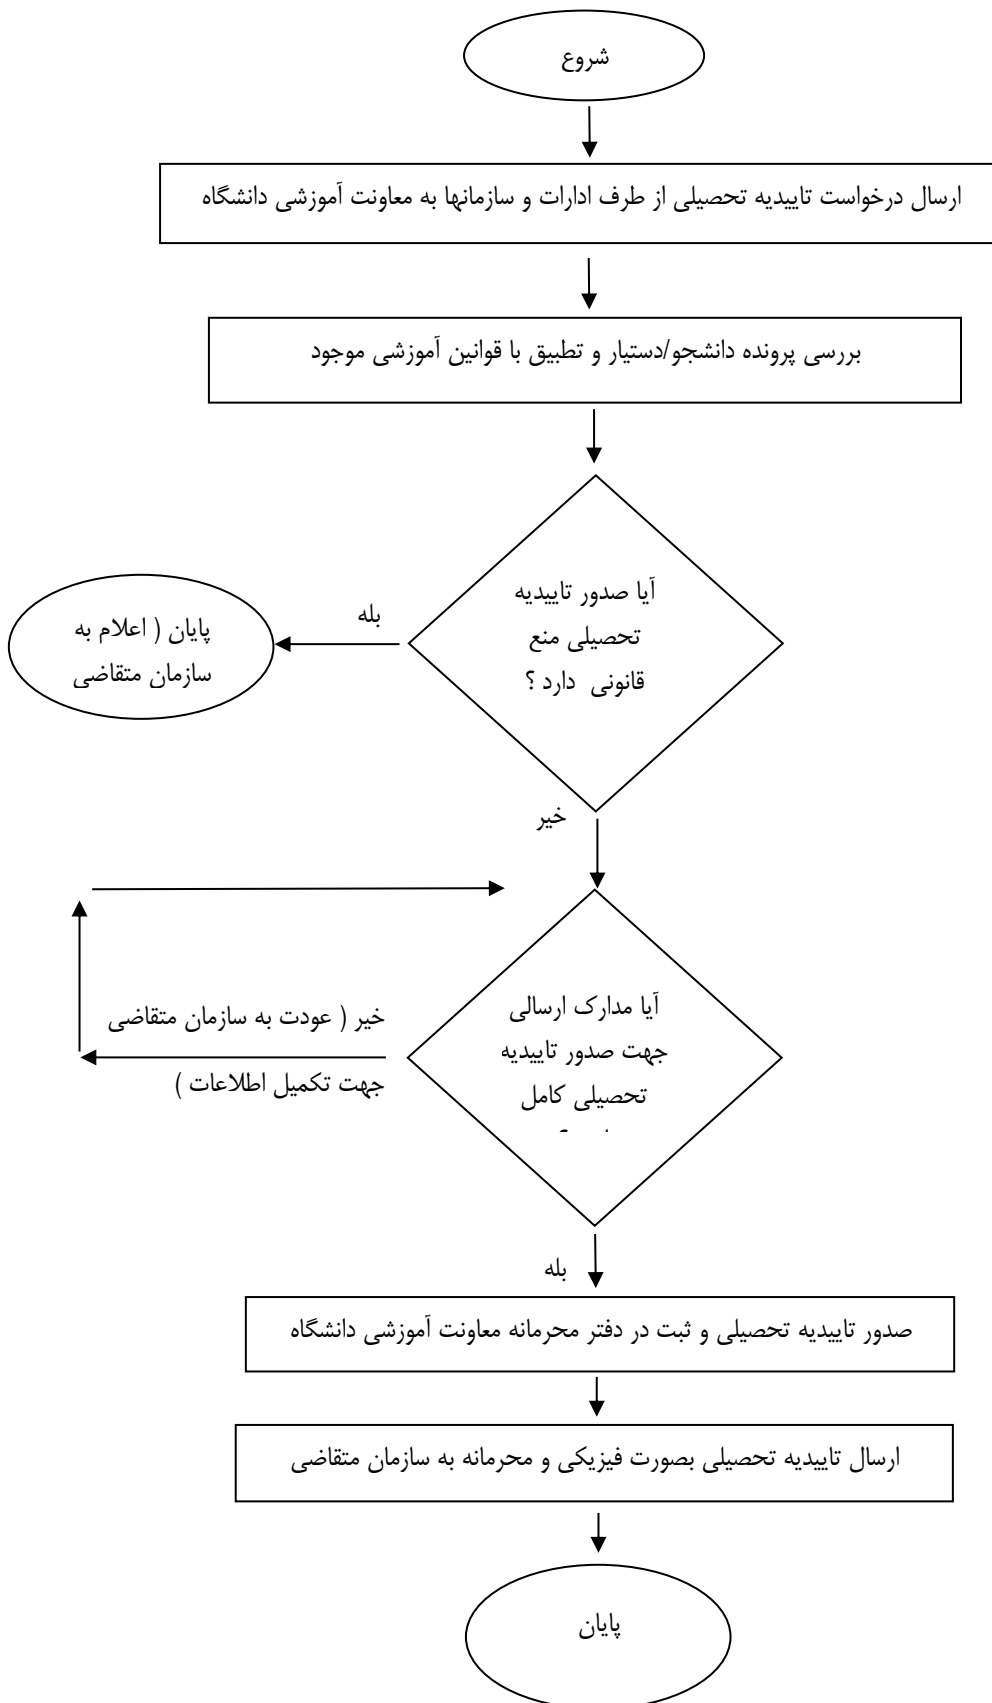 شروع
ارسال درخواست تاییدیه تحصیلی از طرف ادارات و سازمانها به معاونت آموزشی دانشگاه
بررسی پرونده دانشجو/دستیار و تطبیق با قوانین آموزشی موجود
آیا صدور تاییدیه
تحصیلی منع
قانونی دارد ؟
بله
پایان ( اعلام به
سازمان متقاضی
خیر
آیا مدارک ارسالی
جهت صدور تاییدیه
تحصیلی کامل
خیر ( عودت به سازمان متقاضی
جهت تکمیل اطلاعات )
بله
صدور تاییدیه تحصیلی و ثبت در دفتر محرمانه معاونت آموزشی دانشگاه
ارسال تاییدیه تحصیلی بصورت فیزیکی و محرمانه به سازمان متقاضی
پایان